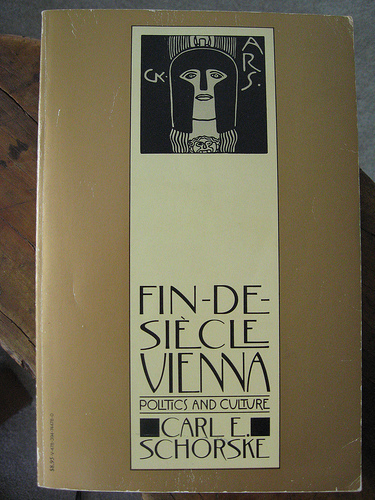 GK.
ARS.
FIN-DE-
SIÈCLE
VIENNA
POLITICS AND CULTURE
CARL E.
SCHORSKE